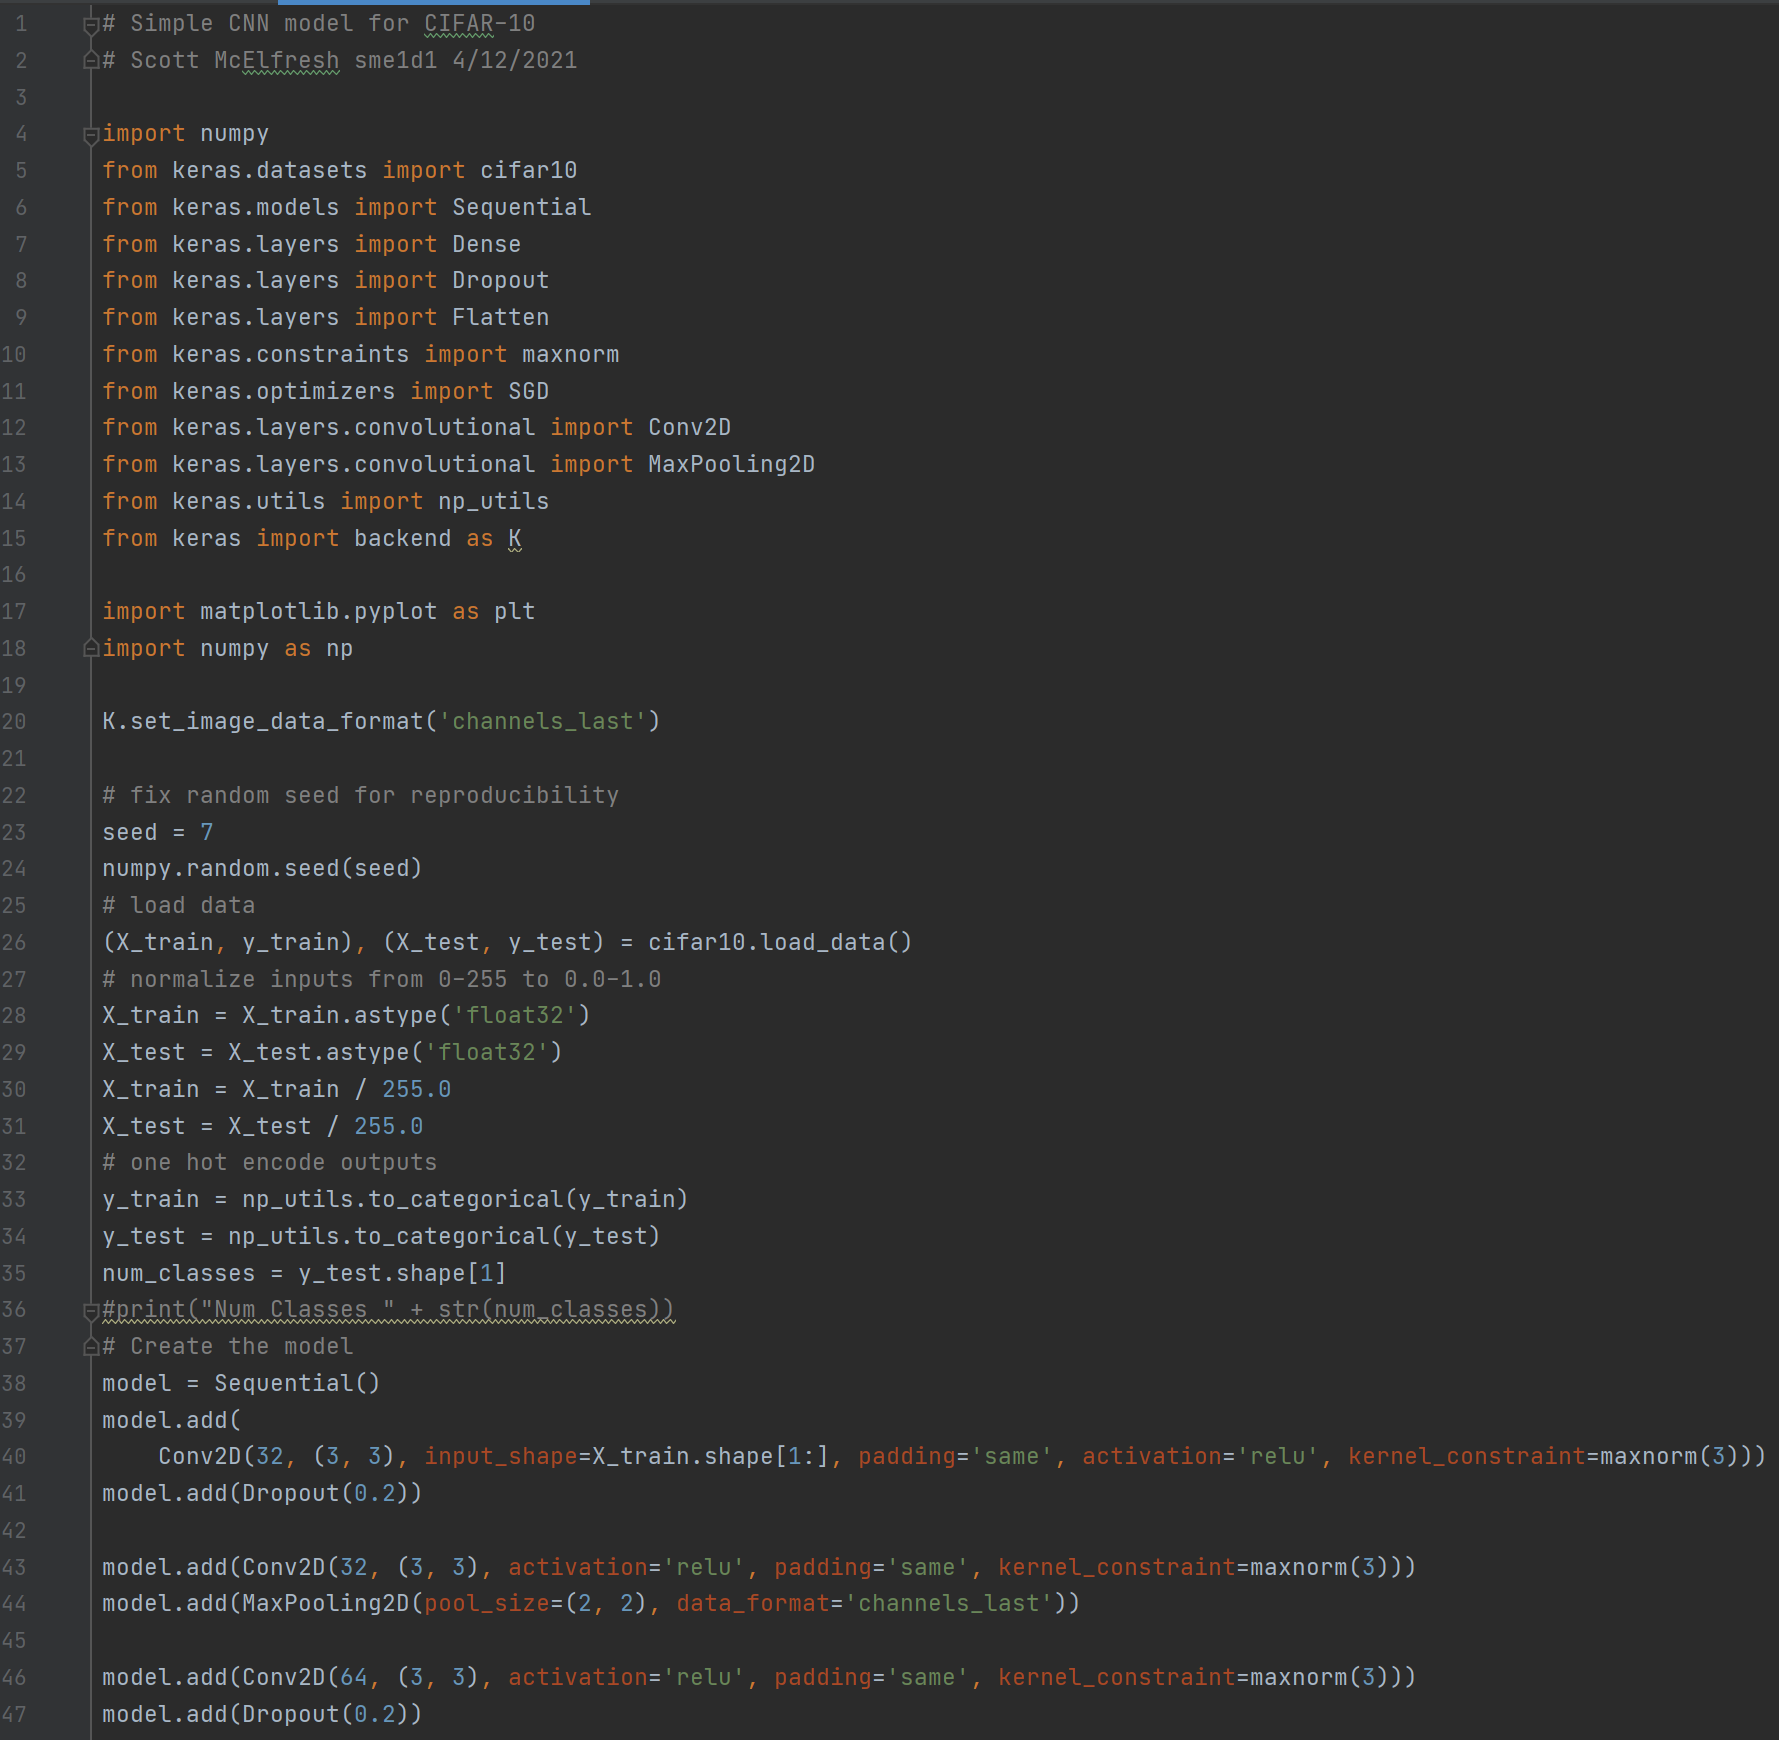 1 # Simple CNN model for CIFAR-10
2 # Scott McElfresh sme1d1 4/12/2021
3
4 import numpy
5 from keras.datasets import cifar10
6 from keras.models import Sequential
7 from keras.layers import Dense
8 from keras.layers import Dropout
9 from keras.layers import Flatten
10 from keras.constraints import maxnorm
11 from keras.optimizers import SGD
12 from keras.layers.convolutional import Conv2D
13 from keras.layers.convolutional import MaxPooling2D
14 from keras.utils import np_utils
15 from keras import backend as K
16
17 import matplotlib.pyplot as plt
18 import numpy as np
19
20 K.set_image_data_format('channels_last')
21
22 # fix random seed for reproducibility
23 seed = 7
24 numpy.random.seed(seed)
25 # load data
26 (X_train, y_train), (X_test, y_test) = cifar10.load_data()
27 # normalize inputs from 0-255 to 0.0-1.0
28 X_train = X_train.astype('float32')
29 X_test = X_test.astype('float32')
30 X_train = X_train / 255.0
31 X_test = X_test / 255.0
32 # one hot encode outputs
33 y_train = np_utils.to_categorical(y_train)
34 y_test = np_utils.to_categorical(y_test)
35 num_classes = y_test.shape[1]
36 #print("Num Classes " + str(num_classes))
37 # Create the model
38 model = Sequential()
39 model.add(
40     Conv2D(32, (3, 3), input_shape=X_train.shape[1:], padding='same', activation='relu', kernel_constraint=maxnorm(3)))
41 model.add(Dropout(0.2))
42
43 model.add(Conv2D(32, (3, 3), activation='relu', padding='same', kernel_constraint=maxnorm(3)))
44 model.add(MaxPooling2D(pool_size=(2, 2), data_format='channels_last'))
45
46 model.add(Conv2D(64, (3, 3), activation='relu', padding='same', kernel_constraint=maxnorm(3)))
47 model.add(Dropout(0.2))